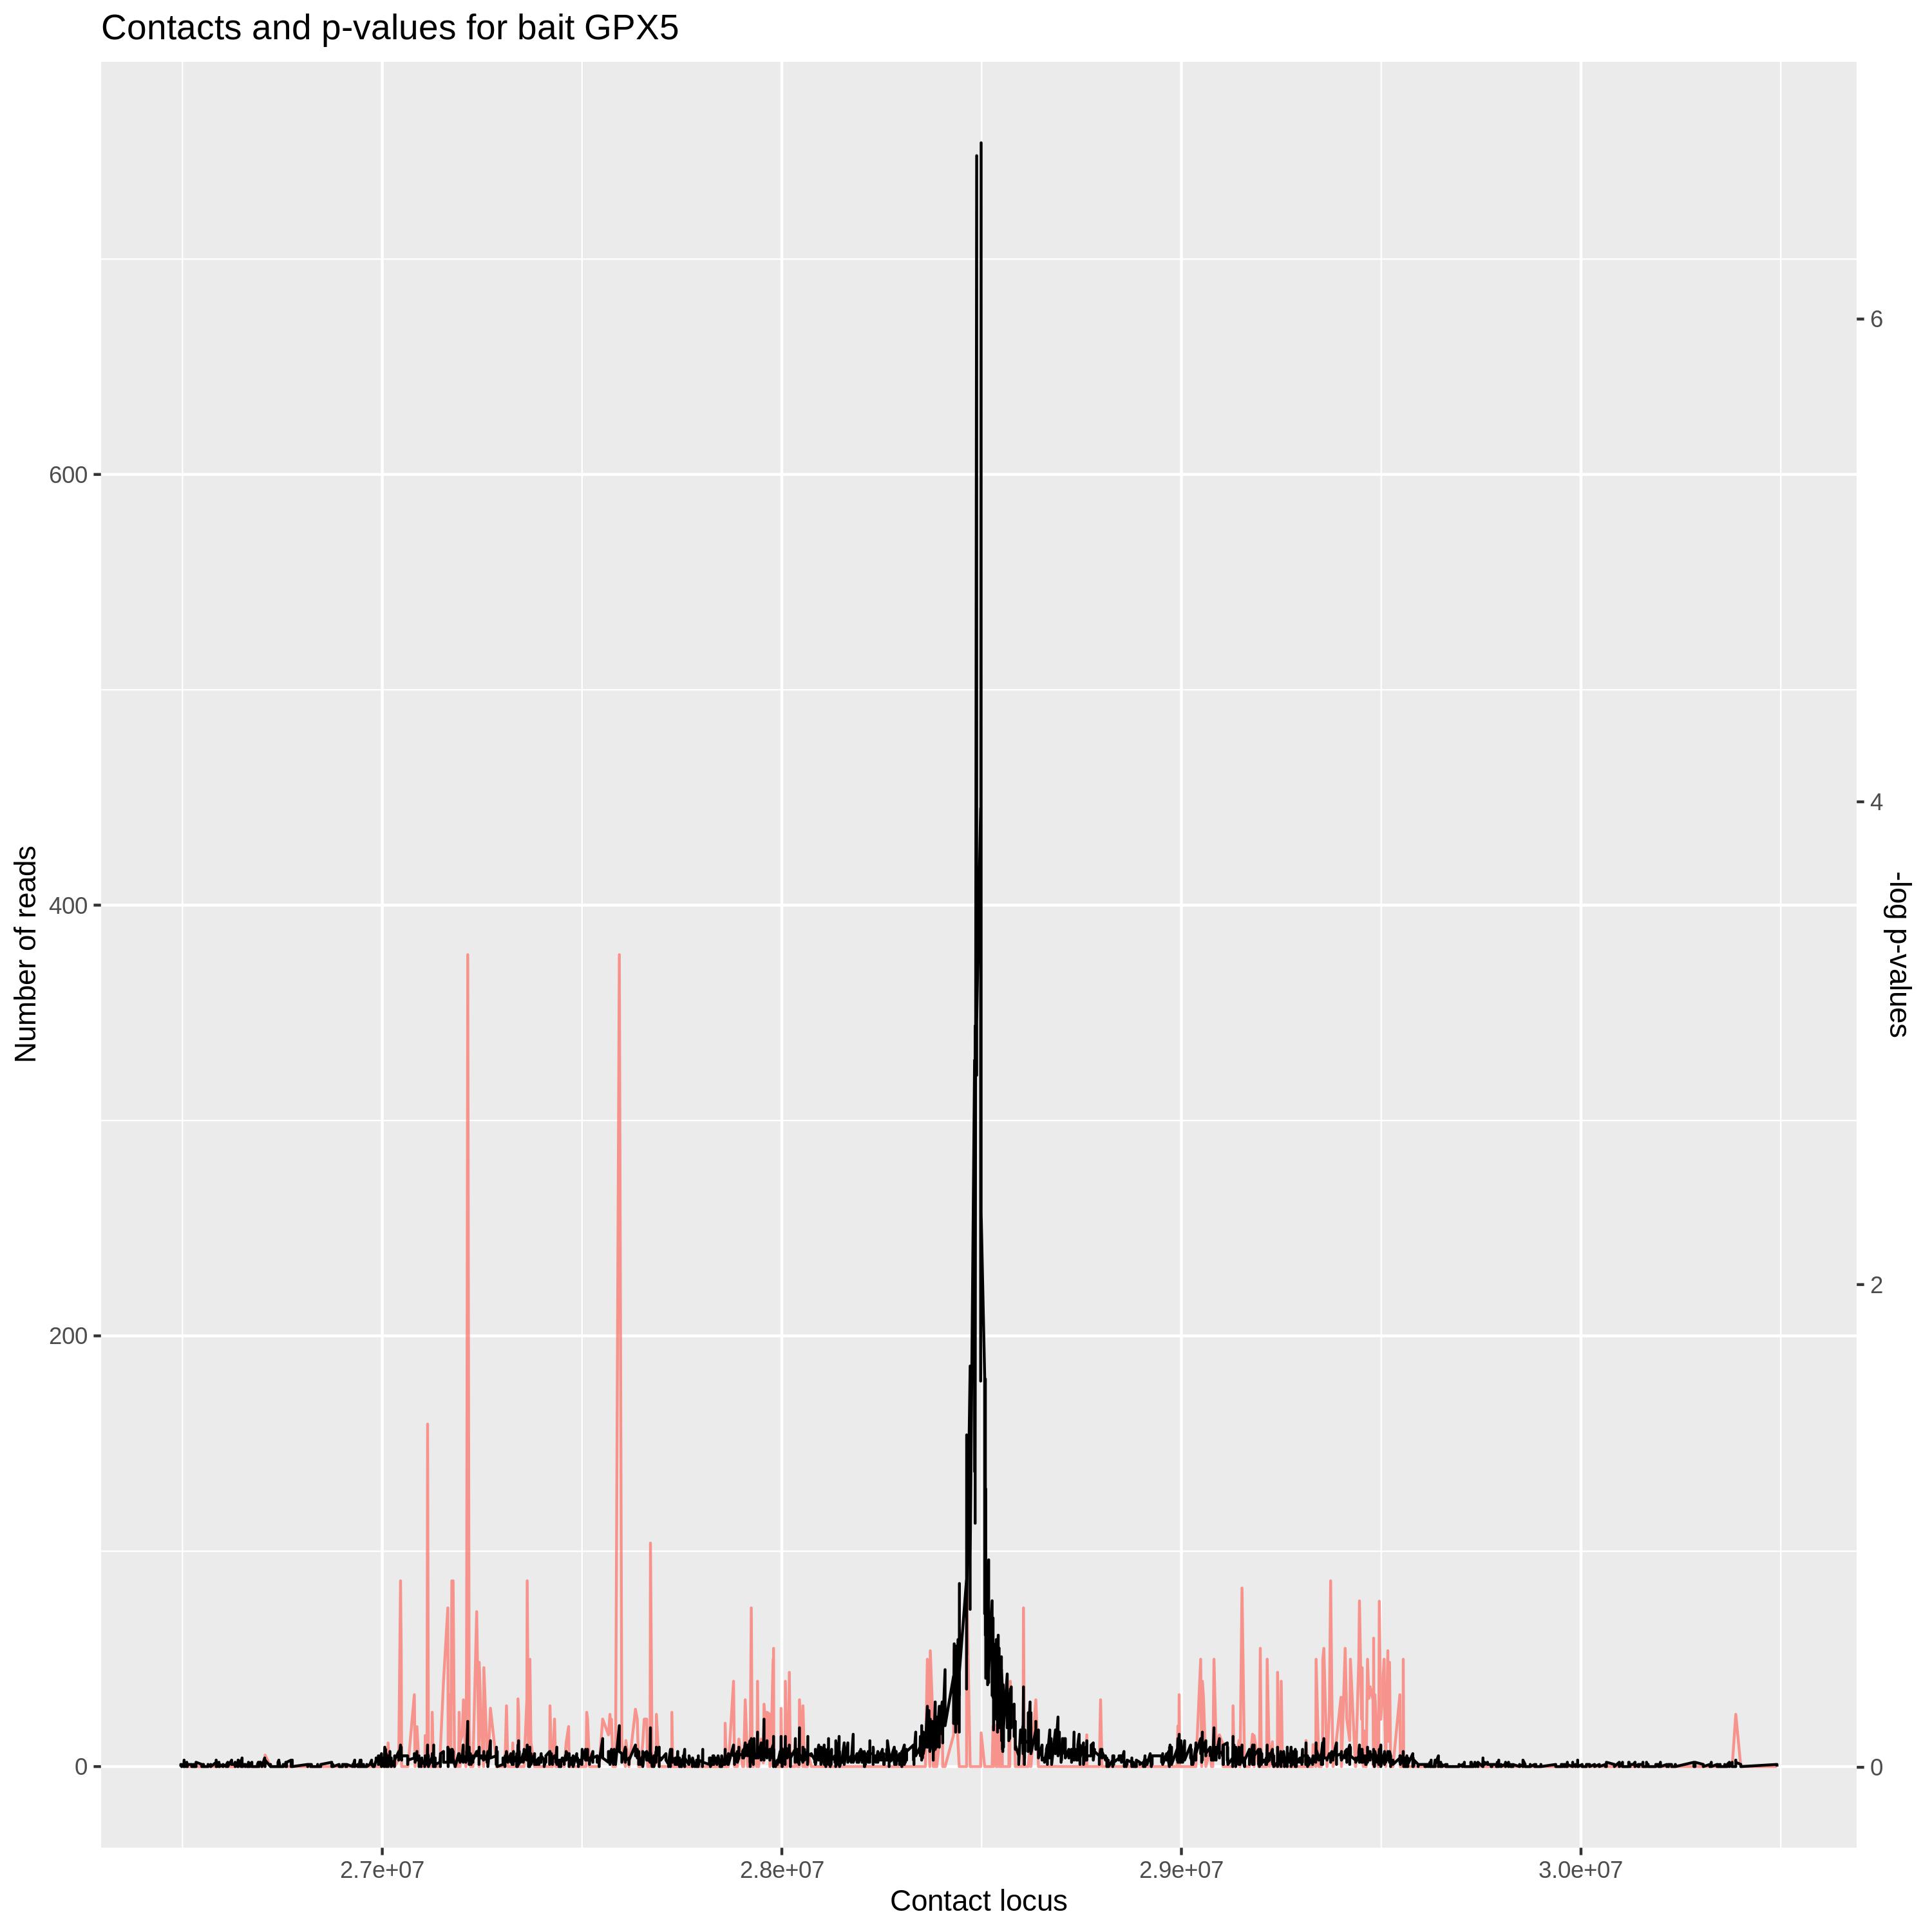 Contacts and p-values for bait GPX5
Number of reads
600
400
200
0
6
4
2
0
-log p-values
2.7e+07 2.8e+07 2.9e+07 3.0e+07
Contact locus